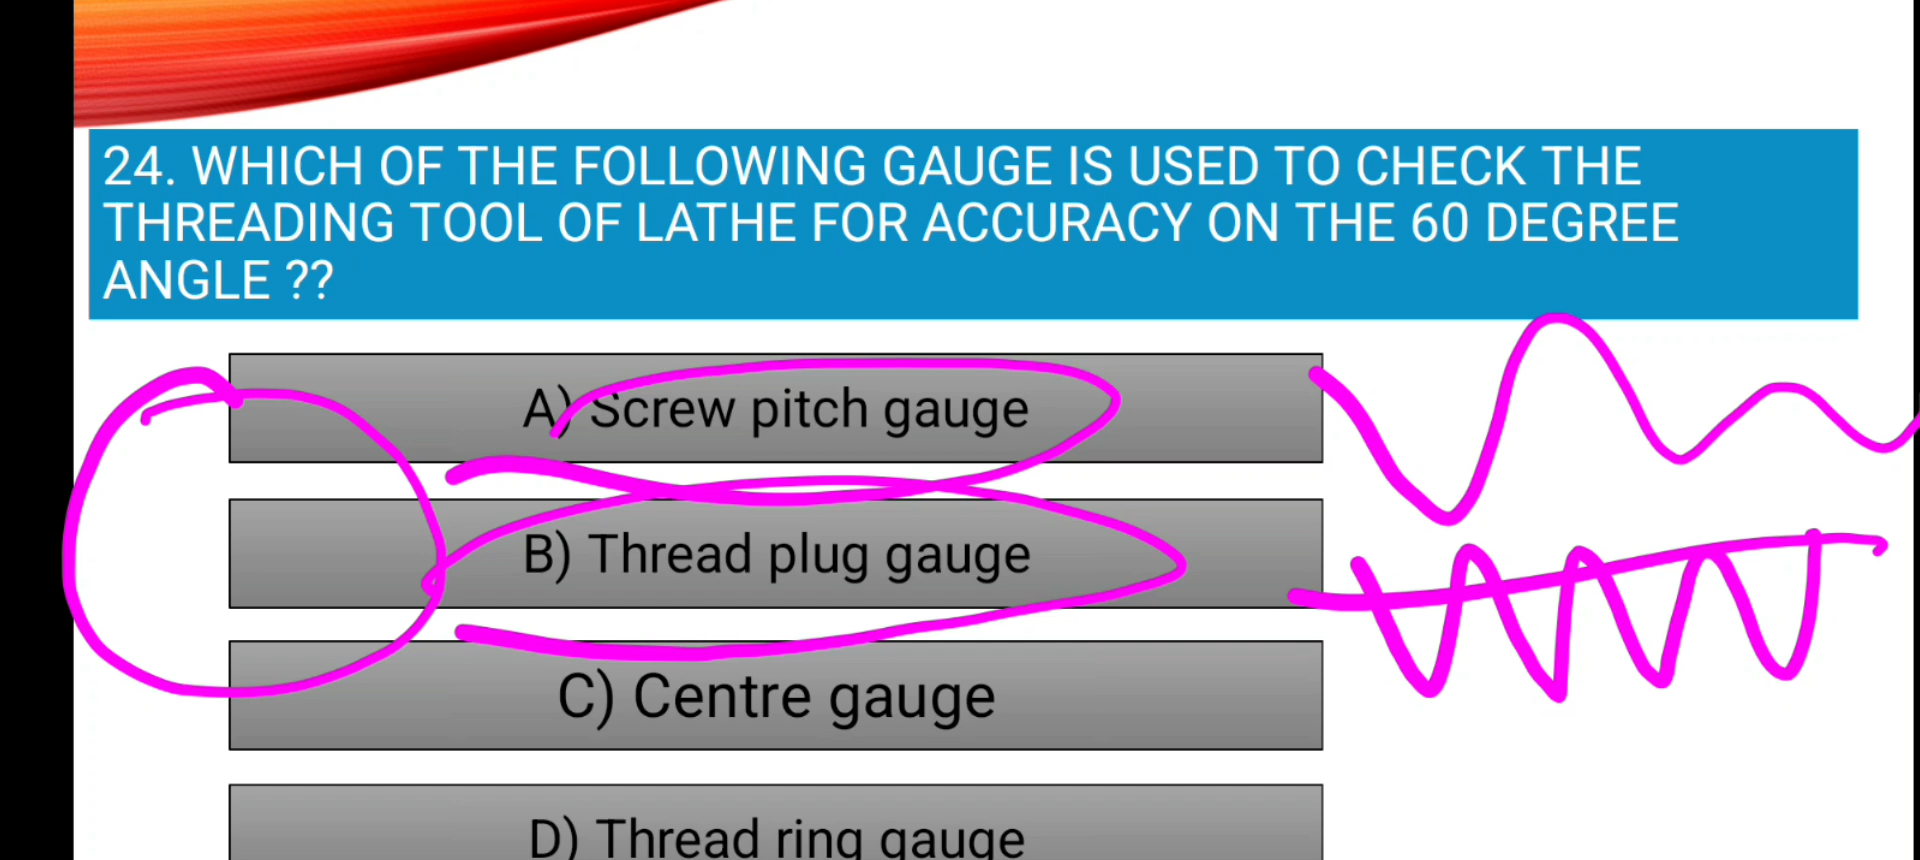 24. WHICH OF THE FOLLOWING GAUGE IS USED TO CHECK THE
THREADING TOOL OF LATHE FOR ACCURACY ON THE 60 DEGREE
ANGLE ??
A) Screw pitch gauge
B) Thread plug gauge
C) Centre gauge
D) Thread ring gauge